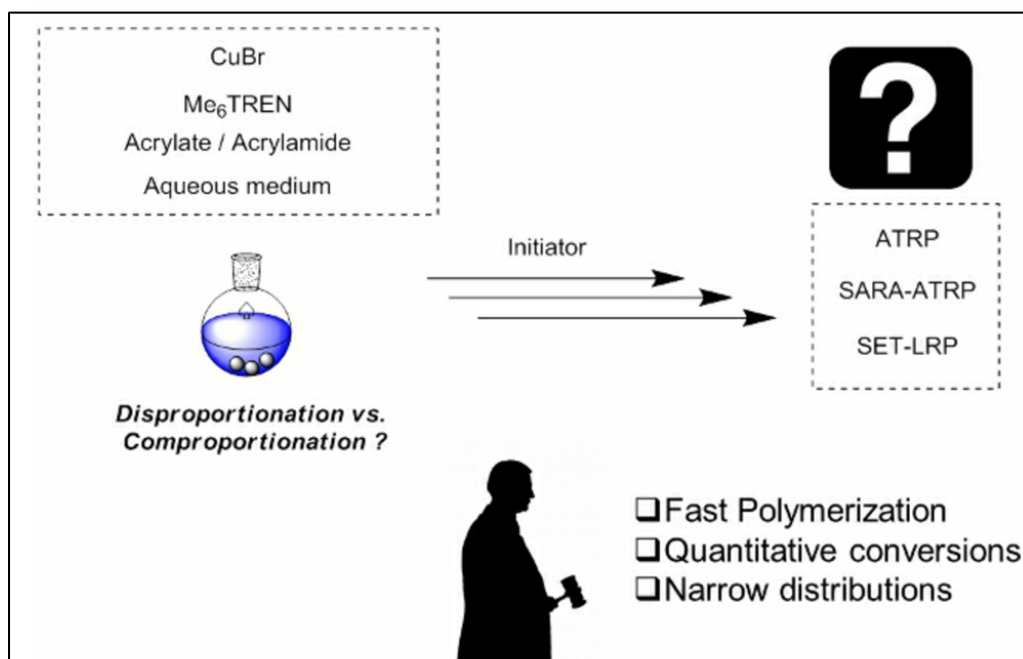 CuBr
Me₆TREN
Acrylate / Acrylamide
Aqueous medium
Initiator
?
ATRP
SARA-ATRP
SET-LRP
Disproportionation vs.
Comproportionation ?
❑Fast Polymerization
❑Quantitative conversions
❑Narrow distributions